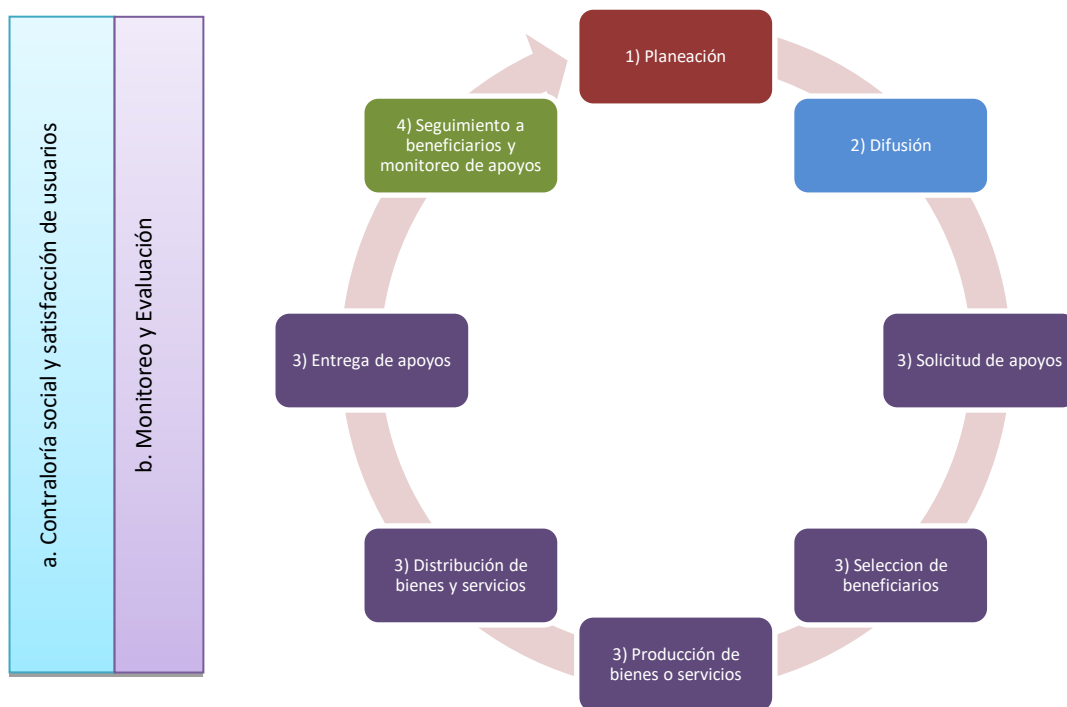 a. Contraloría social y satisfacción de usuarios
b. Monitoreo y Evaluación
1) Planeación
2) Difusión
3) Solicitud de apoyos
3) Seleccion de
beneficiarios
3) Producción de
bienes o servicios
3) Distribución de
bienes y servicios
3) Entrega de apoyos
4) Seguimiento a
beneficiarios y
monitoreo de apoyos